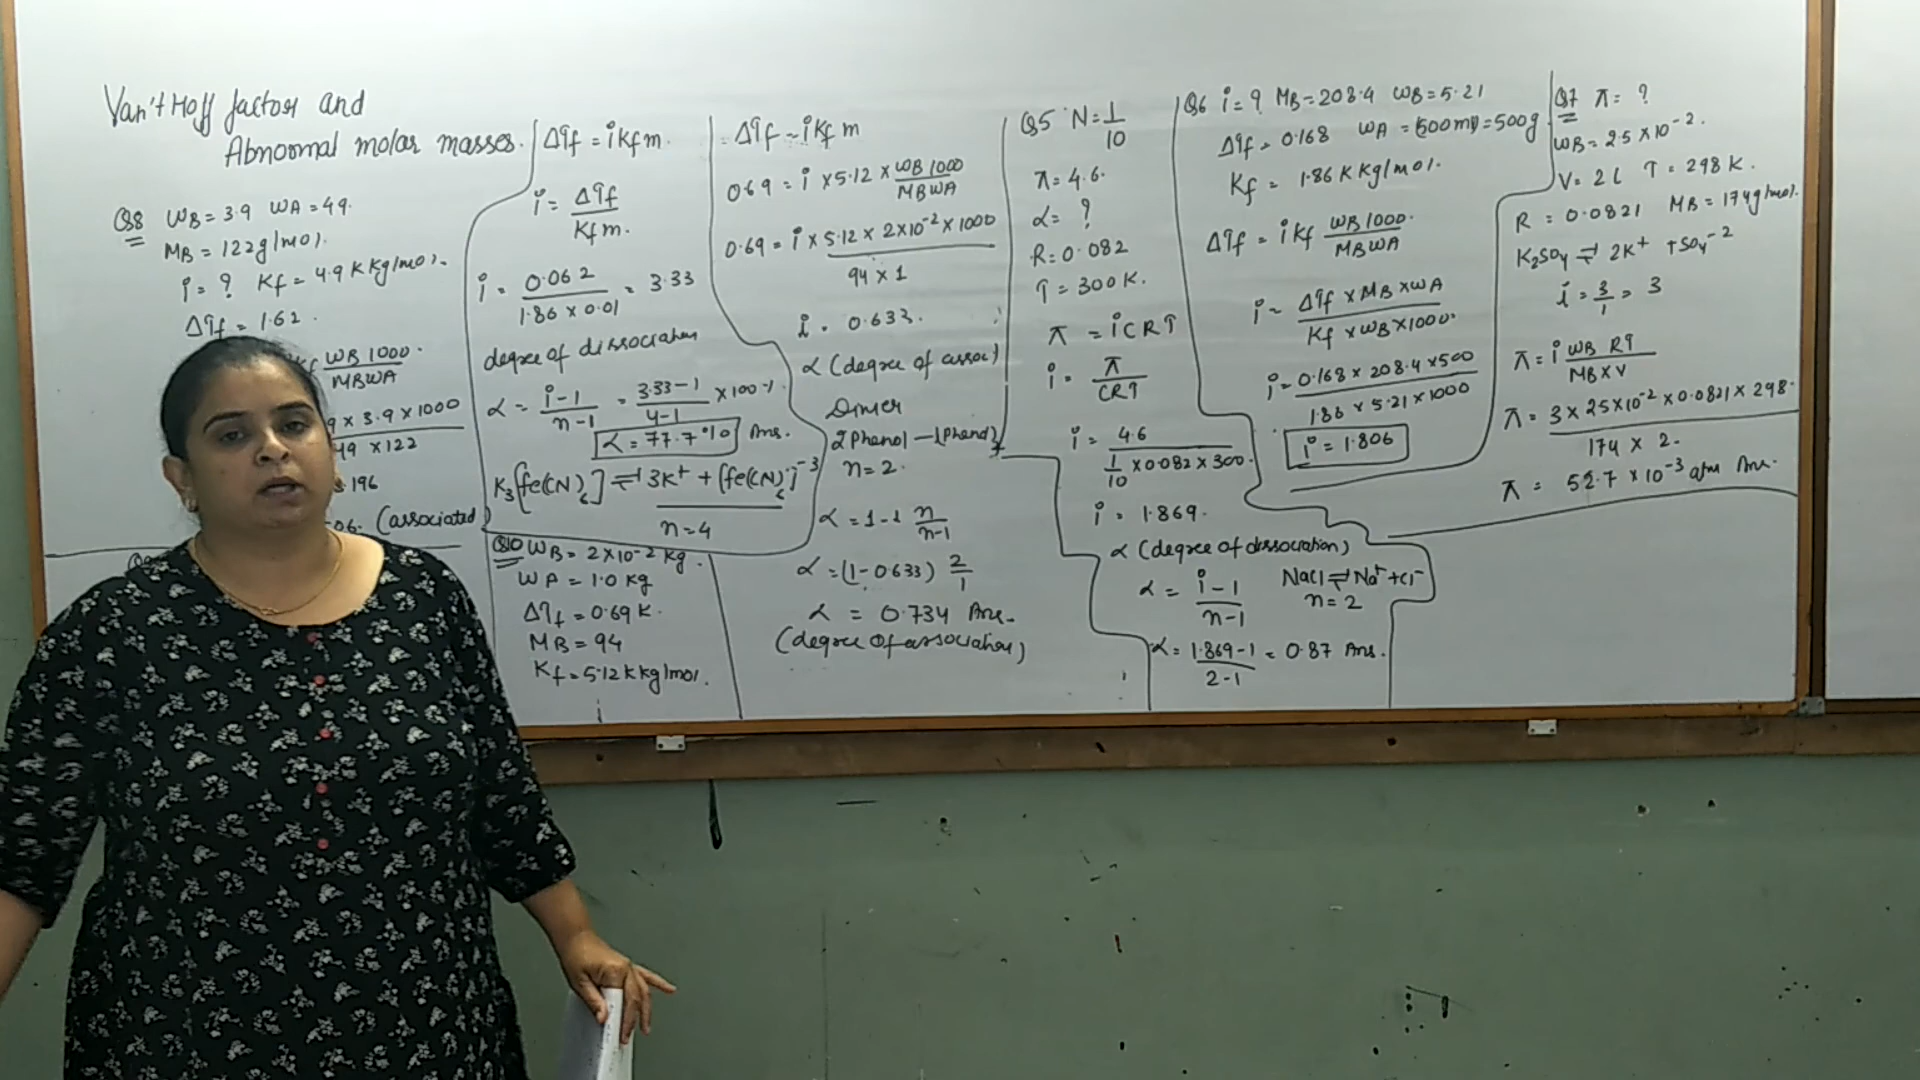 Van't Hoff factor and
Abnormal molar masses.
Q8 WB = 3.9 WA = 49.
MB = 122g/mol.
i = ? Kf = 4.9 K Kg/mol.
ΔTf = 1.62.
WB 1000.
MBWA
9 x 3.9 x 1000
49 x 122
196
06. (associated)
ΔTf = i Kf m.
i = ΔTf
Kf m.
i = 0.062 = 3.33
1.86 x 0.01
degree of dissociation
α = i-1 = 3.33-1 x 100%.
n-1 4-1
α = 77.7% Ans.
K3[Fe(CN)6] ⇌ 3K+ + [Fe(CN)6]-3
n = 4
Q10 WB = 2 x 10-2 kg.
WA = 1.0 kg
ΔTf = 0.69 K.
MB = 94
Kf = 5.12 K kg/mol.
ΔTf = i Kf m
0.69 = i x 5.12 x WB 1000
MBWA
0.69 = i x 5.12 x 2x10-2 x 1000
94 x 1
i = 0.633.
α (degree of assoc)
Dimer
2 Phenol — (Phenol)
n = 2.
α = 1-i n
n-1
α = (1-0.633) 2
1
α = 0.734 Ans.
(degree of association)
Q5 N = 1
10
π = 4.6.
α = ?
R = 0.082
T = 300 K.
π = i C R T
i = π
CRT
i = 4.6
1/10 x 0.082 x 300.
i = 1.869.
α (degree of dissociation)
α = i-1 NaCl ⇌ Na+ + Cl-
n-1 n = 2
α = 1.869-1 = 0.87 Ans.
2-1
Q6 i = ? MB = 208.4 WB = 5.21
ΔTf = 0.168 WA = (500ml) = 500g.
Kf = 1.86 K Kg/mol.
ΔTf = i Kf WB 1000.
MBWA
i = ΔTf x MB x WA
Kf x WB x 1000.
i = 0.168 x 208.4 x 500
1.86 x 5.21 x 1000
i = 1.806
Q7 π = ?
WB = 25 x 10-2.
V = 2 L T = 298 K.
R = 0.0821 MB = 174g/mol.
K2SO4 ⇌ 2K+ + SO4-2
i = 3/1 = 3
π = i WB RT
MB x V
π = 3 x 25 x 10-2 x 0.0821 x 298.
174 x 2.
π = 52.7 x 10-3 atm Ans.